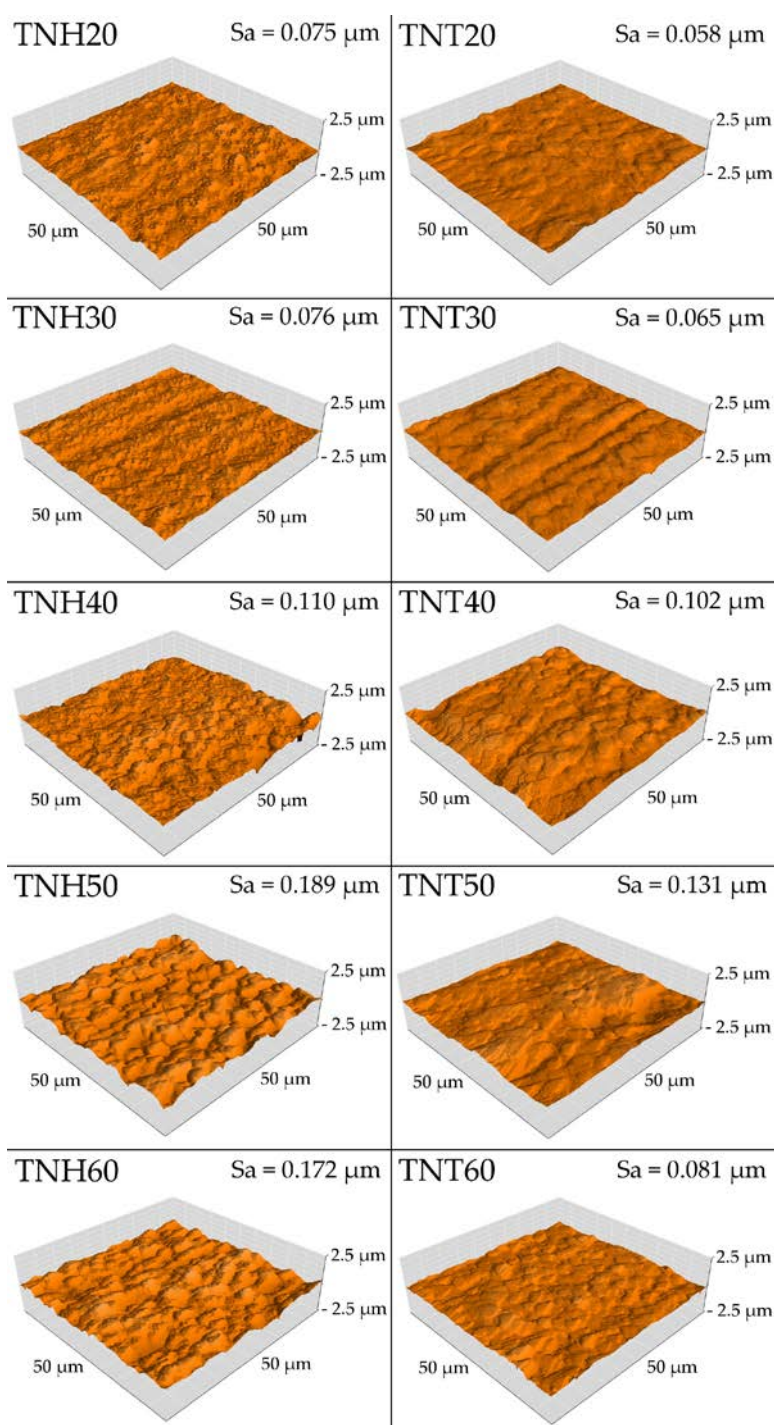 TNH20 Sa = 0.075 µm
2.5 µm
- 2.5 µm
50 µm 50 µm
TNT20 Sa = 0.058 µm
2.5 µm
- 2.5 µm
50 µm 50 µm
TNH30 Sa = 0.076 µm
2.5 µm
- 2.5 µm
50 µm 50 µm
TNT30 Sa = 0.065 µm
2.5 µm
- 2.5 µm
50 µm 50 µm
TNH40 Sa = 0.110 µm
2.5 µm
- 2.5 µm
50 µm 50 µm
TNT40 Sa = 0.102 µm
2.5 µm
- 2.5 µm
50 µm 50 µm
TNH50 Sa = 0.189 µm
2.5 µm
- 2.5 µm
50 µm 50 µm
TNT50 Sa = 0.131 µm
2.5 µm
- 2.5 µm
50 µm 50 µm
TNH60 Sa = 0.172 µm
2.5 µm
- 2.5 µm
50 µm 50 µm
TNT60 Sa = 0.081 µm
2.5 µm
- 2.5 µm
50 µm 50 µm